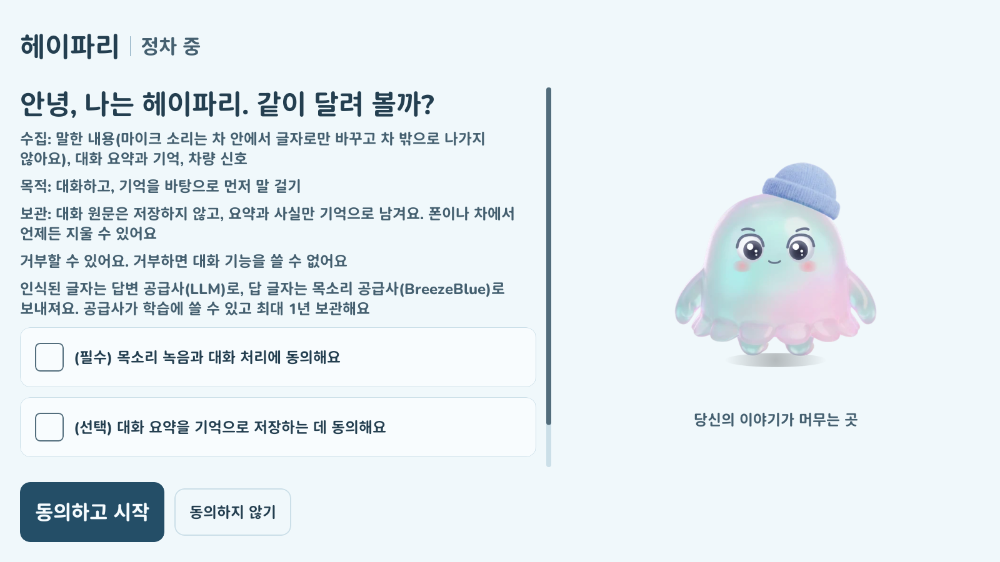 헤이파리 | 정차 중
안녕, 나는 헤이파리. 같이 달려 볼까?
수집: 말한 내용(마이크 소리는 차 안에서 글자로만 바꾸고 차 밖으로 나가지
않아요), 대화 요약과 기억, 차량 신호
목적: 대화하고, 기억을 바탕으로 먼저 말 걸기
보관: 대화 원문은 저장하지 않고, 요약과 사실만 기억으로 남겨요. 폰이나 차에서
언제든 지울 수 있어요
거부할 수 있어요. 거부하면 대화 기능을 쓸 수 없어요
인식된 글자는 답변 공급사(LLM)로, 답 글자는 목소리 공급사(BreezeBlue)로
보내져요. 공급사가 학습에 쓸 수 있고 최대 1년 보관해요
(필수) 목소리 녹음과 대화 처리에 동의해요
(선택) 대화 요약을 기억으로 저장하는 데 동의해요
동의하고 시작
동의하지 않기
당신의 이야기가 머무는 곳